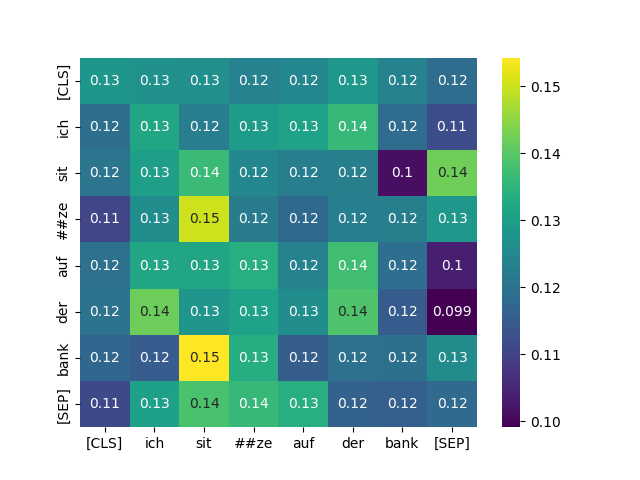 [CLS] 0.13 0.13 0.13 0.12 0.12 0.13 0.12 0.12
ich 0.12 0.13 0.12 0.13 0.13 0.14 0.12 0.11
sit 0.12 0.13 0.14 0.12 0.12 0.12 0.1 0.14
##ze 0.11 0.13 0.15 0.12 0.12 0.12 0.12 0.13
auf 0.12 0.13 0.13 0.13 0.12 0.14 0.12 0.1
der 0.12 0.14 0.13 0.13 0.13 0.14 0.12 0.099
bank 0.12 0.12 0.15 0.13 0.12 0.12 0.12 0.13
[SEP] 0.11 0.13 0.14 0.14 0.13 0.12 0.12 0.12
[CLS] ich sit ##ze auf der bank [SEP]
0.15
0.14
0.13
0.12
0.11
0.10